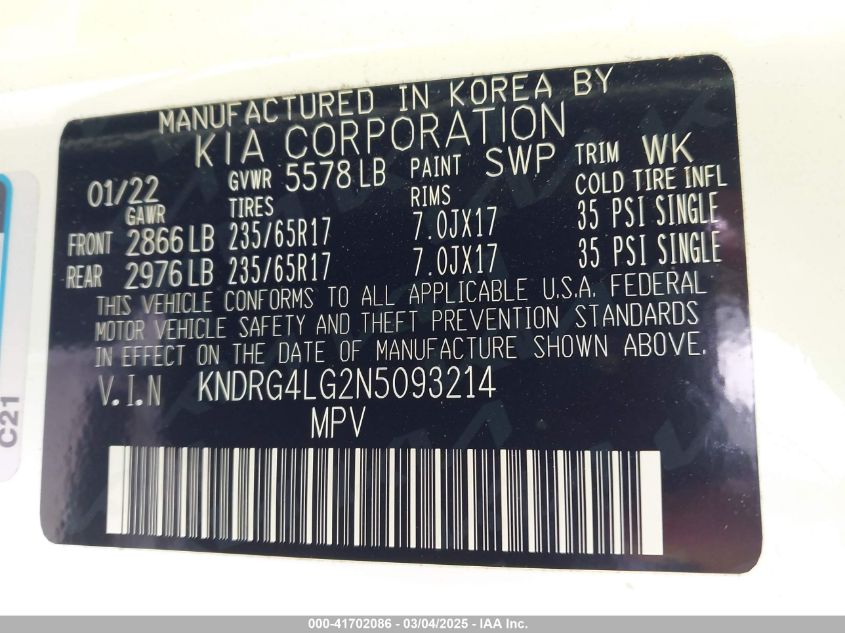 MANUFACTURED IN KOREA BY
KIA CORPORATION
01/22 GVWR 5578 LB PAINT SWP TRIM WK
GAWR TIRES RIMS COLD TIRE INFL
FRONT 2866 LB 235/65R17 7.0JX17 35 PSI SINGLE
REAR 2976 LB 235/65R17 7.0JX17 35 PSI SINGLE
THIS VEHICLE CONFORMS TO ALL APPLICABLE U.S.A. FEDERAL
MOTOR VEHICLE SAFETY AND THEFT PREVENTION STANDARDS
IN EFFECT ON THE DATE OF MANUFACTURE SHOWN ABOVE.
V.I.N KNDRG4LG2N5093214
MPV
C21
000-41702086 - 03/04/2025 - IAA Inc.